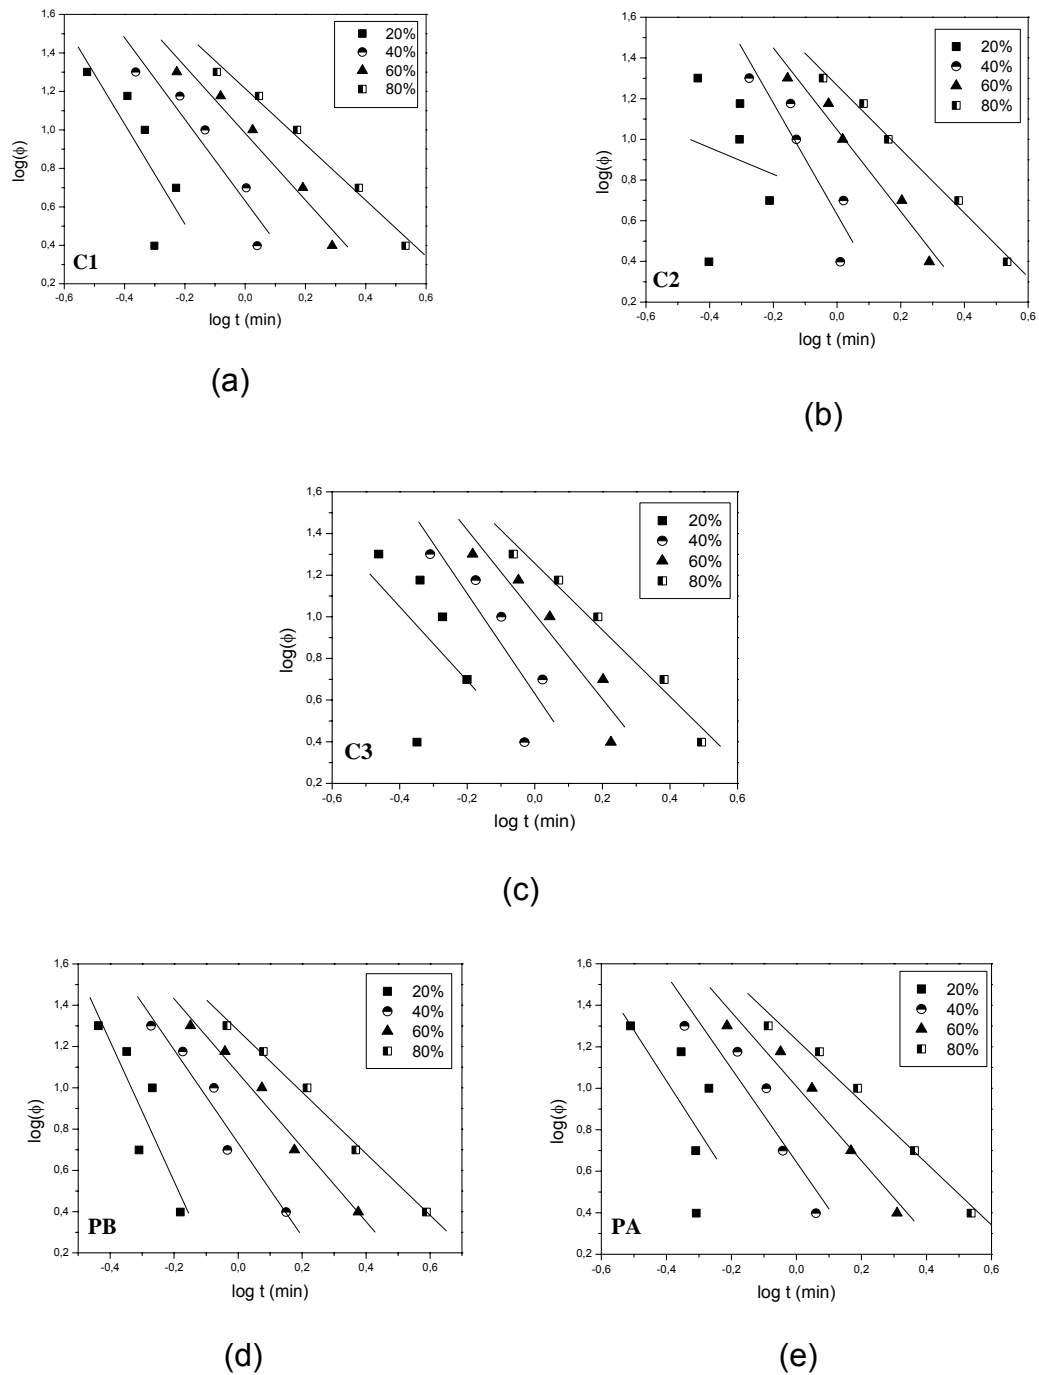 1,6
1,4
1,2
1,0
0,8
0,6
0,4
0,2
log(ϕ)
20%
40%
60%
80%
C1
-0,6 -0,4 -0,2 0,0 0,2 0,4 0,6
log t (min)
(a)
1,6
1,4
1,2
1,0
0,8
0,6
0,4
0,2
log(ϕ)
20%
40%
60%
80%
C2
-0,6 -0,4 -0,2 0,0 0,2 0,4 0,6
log t (min)
(b)
1,6
1,4
1,2
1,0
0,8
0,6
0,4
0,2
log(ϕ)
20%
40%
60%
80%
C3
-0,6 -0,4 -0,2 0,0 0,2 0,4 0,6
log t (min)
(c)
1,6
1,4
1,2
1,0
0,8
0,6
0,4
0,2
log(ϕ)
20%
40%
60%
80%
PB
-0,4 -0,2 0,0 0,2 0,4 0,6
log t (min)
(d)
1,6
1,4
1,2
1,0
0,8
0,6
0,4
0,2
log(ϕ)
20%
40%
60%
80%
PA
-0,6 -0,4 -0,2 0,0 0,2 0,4 0,6
log t (min)
(e)